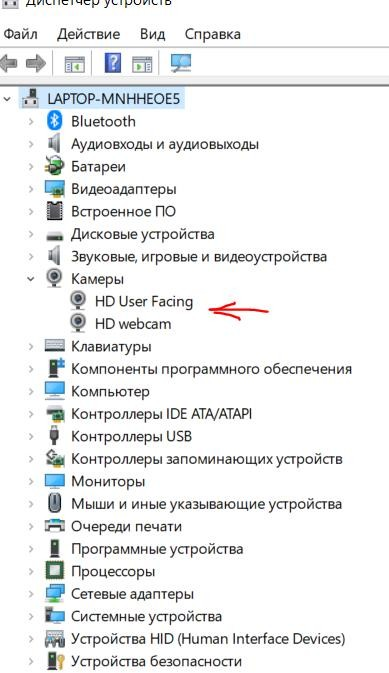 Диспетчер устройств
Файл Действие Вид Справка
LAPTOP-MNHHEOE5
Bluetooth
Аудиовходы и аудиовыходы
Батареи
Видеоадаптеры
Встроенное ПО
Дисковые устройства
Звуковые, игровые и видеоустройства
Камеры
HD User Facing
HD webcam
Клавиатуры
Компоненты программного обеспечения
Компьютер
Контроллеры IDE ATA/ATAPI
Контроллеры USB
Контроллеры запоминающих устройств
Мониторы
Мыши и иные указывающие устройства
Очереди печати
Программные устройства
Процессоры
Сетевые адаптеры
Системные устройства
Устройства HID (Human Interface Devices)
Устройства безопасности